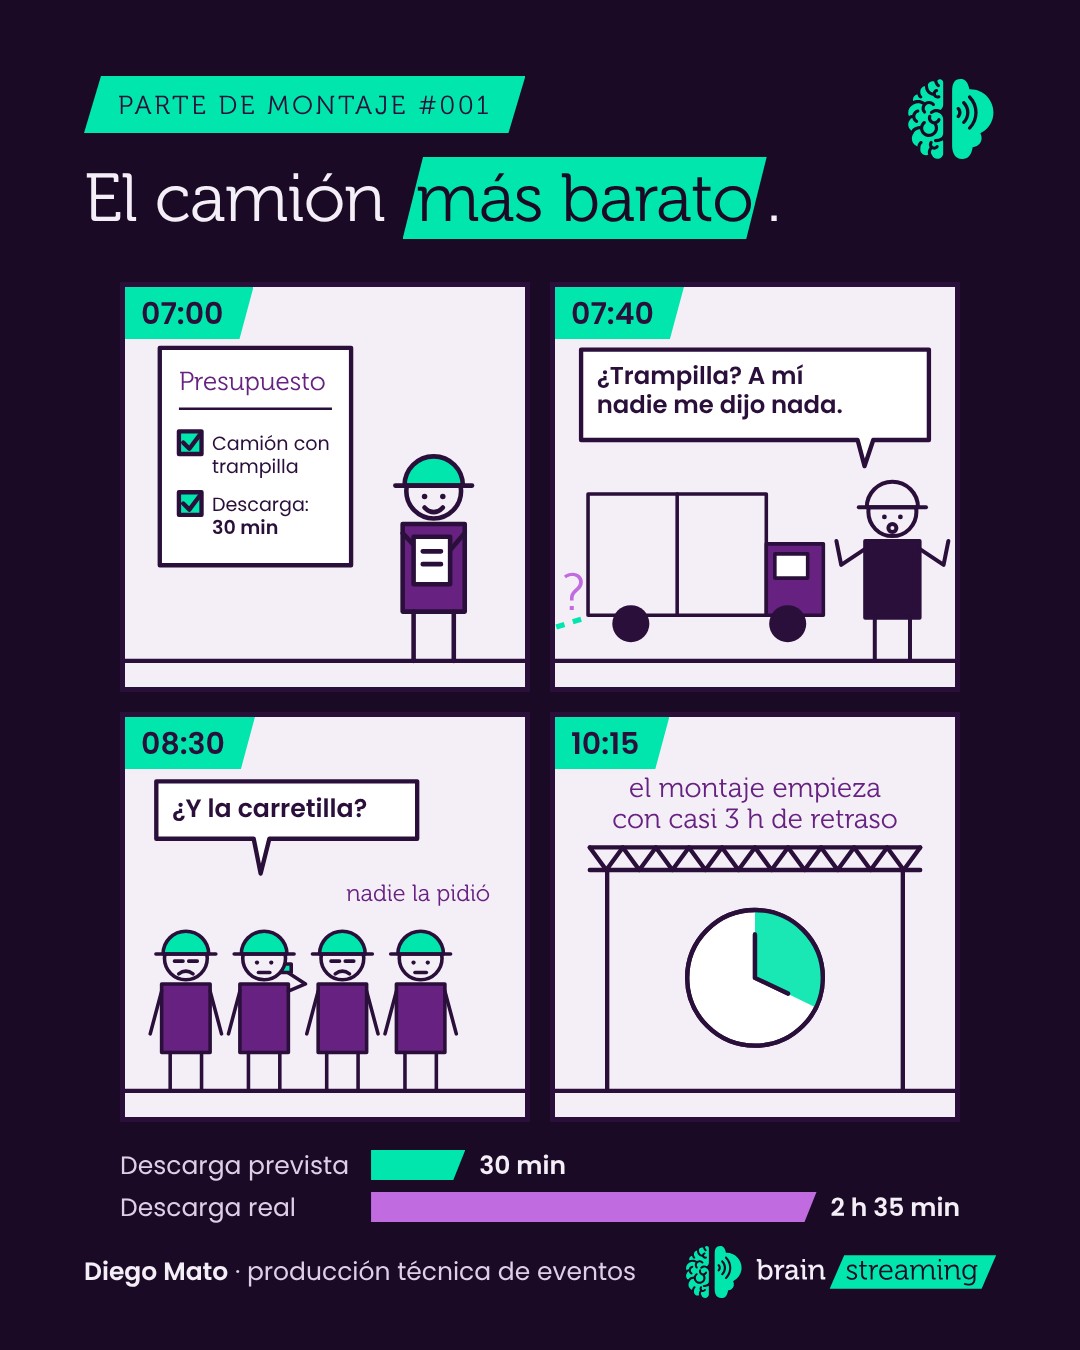 PARTE DE MONTAJE #001
El camión más barato.
07:00
Presupuesto
Camión con
trampilla
Descarga:
30 min
07:40
¿Trampilla? A mí
nadie me dijo nada.
?
08:30
¿Y la carretilla?
nadie la pidió
10:15
el montaje empieza
con casi 3 h de retraso
Descarga prevista 30 min
Descarga real 2 h 35 min
Diego Mato · producción técnica de eventos
brain streaming